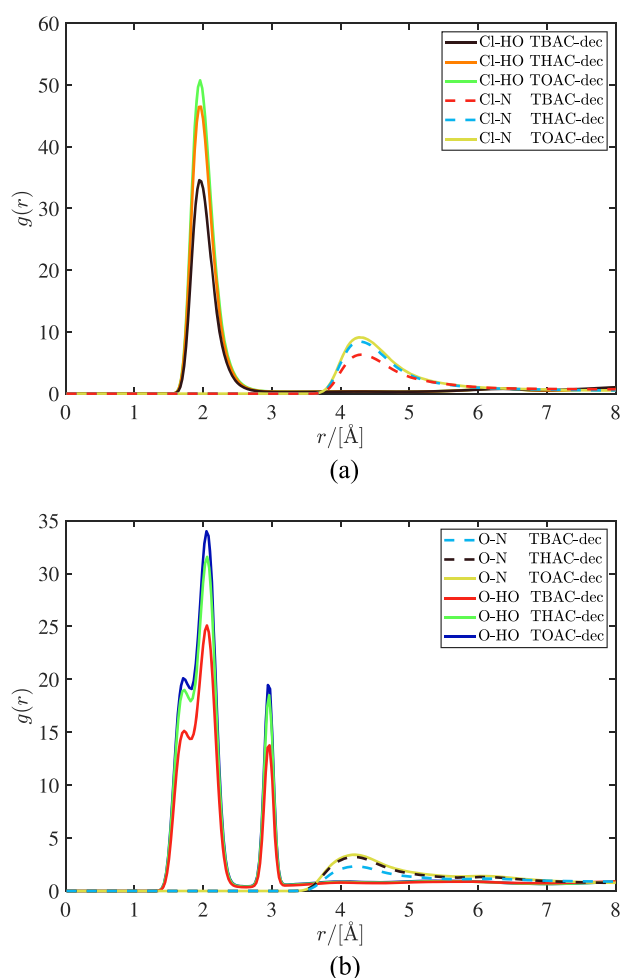 60
50
40
30
20
10
0
g(r)
Cl-HO TBAC-dec
Cl-HO THAC-dec
Cl-HO TOAC-dec
Cl-N TBAC-dec
Cl-N THAC-dec
Cl-N TOAC-dec
0 1 2 3 4 5 6 7 8
r/[Å]
(a)
35
30
25
20
15
10
5
0
g(r)
O-N TBAC-dec
O-N THAC-dec
O-N TOAC-dec
O-HO TBAC-dec
O-HO THAC-dec
O-HO TOAC-dec
0 1 2 3 4 5 6 7 8
r/[Å]
(b)